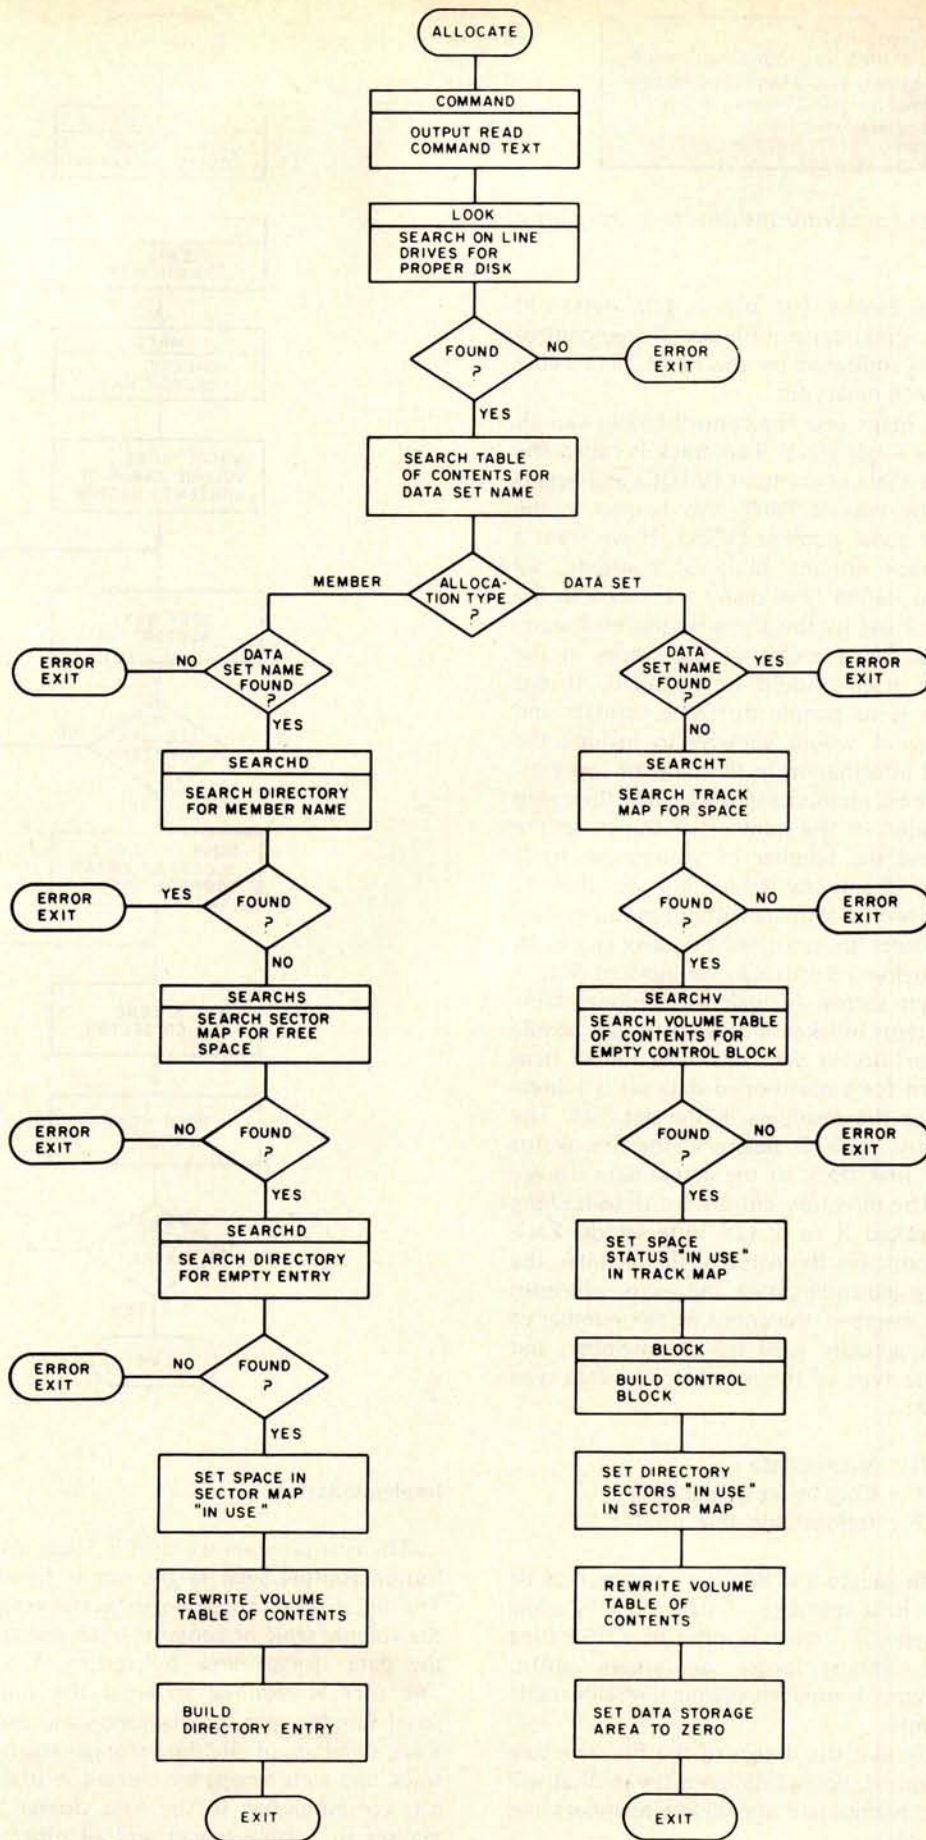 ALLOCATE
COMMAND
OUTPUT READ
COMMAND TEXT
LOOK
SEARCH ON LINE
DRIVES FOR
PROPER DISK
FOUND
?
NO
ERROR
EXIT
YES
SEARCH TABLE
OF CONTENTS FOR
DATA SET NAME
MEMBER
ALLOCA-
TION TYPE
?
DATA SET
ERROR
EXIT
NO
DATA
SET NAME
FOUND
?
YES
SEARCHD
SEARCH DIRECTORY
FOR MEMBER NAME
ERROR
EXIT
YES
FOUND
?
NO
SEARCHS
SEARCH SECTOR
MAP FOR FREE
SPACE
ERROR
EXIT
NO
FOUND
?
YES
SEARCHD
SEARCH DIRECTORY
FOR EMPTY ENTRY
ERROR
EXIT
NO
FOUND
?
YES
SET SPACE IN
SECTOR MAP
"IN USE"
REWRITE VOLUME
TABLE OF CONTENTS
BUILD
DIRECTORY ENTRY
EXIT
DATA
SET NAME
FOUND
?
YES
ERROR
EXIT
NO
SEARCHT
SEARCH TRACK
MAP FOR SPACE
FOUND
?
NO
ERROR
EXIT
YES
SEARCHV
SEARCH VOLUME TABLE
OF CONTENTS FOR
EMPTY CONTROL BLOCK
FOUND
?
NO
ERROR
EXIT
YES
SET SPACE
STATUS "IN USE"
IN TRACK MAP
BLOCK
BUILD CONTROL
BLOCK
SET DIRECTORY
SECTORS "IN USE"
IN SECTOR MAP
REWRITE VOLUME
TABLE OF
CONTENTS
SET DATA STORAGE
AREA TO ZERO
EXIT